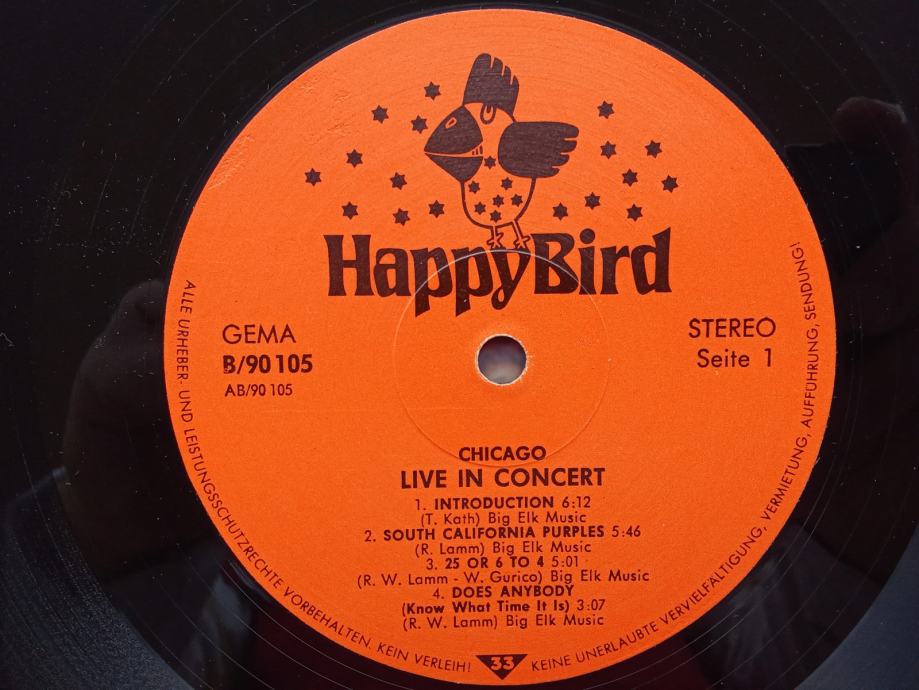 HappyBird
GEMA
B/90 105
AB/90 105
STEREO
Seite 1
CHICAGO
LIVE IN CONCERT
1. INTRODUCTION 6:12
(T. Kath) Big Elk Music
2. SOUTH CALIFORNIA PURPLES 5:46
(R. Lamm) Big Elk Music
3. 25 OR 6 TO 4 5:01
(R. W. Lamm - W. Gurico) Big Elk Music
4. DOES ANYBODY
(Know What Time It Is) 3:07
(R. W. Lamm) Big Elk Music
ALLE URHEBER- UND LEISTUNGSSCHUTZRECHTE VORBEHALTEN. KEIN VERLEIH! 33 KEINE UNERLAUBTE VERVIELFÄLTIGUNG, VERMIETUNG, AUFFÜHRUNG, SENDUNG!